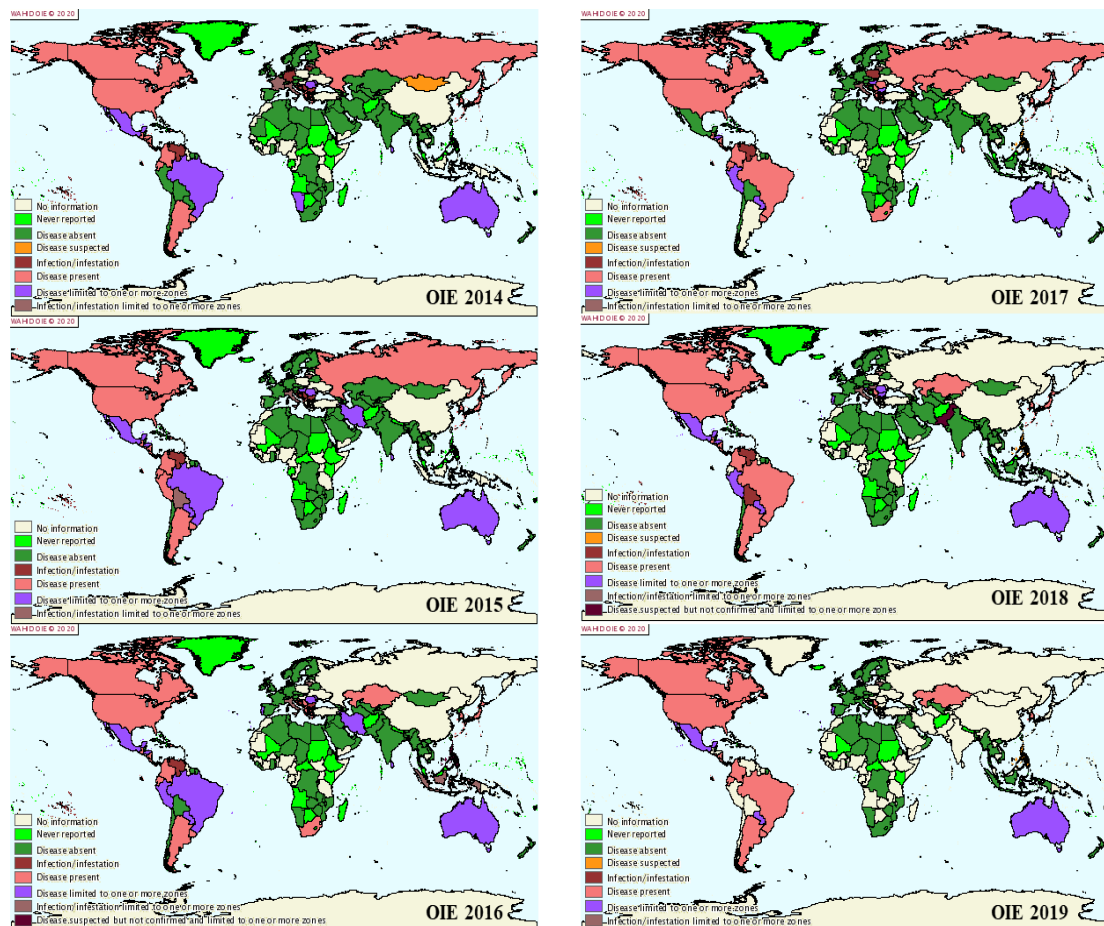 WAHID OIE © 2020
No information
Never reported
Disease absent
Disease suspected
Infection/infestation
Disease present
Disease limited to one or more zones
Infection/infestation limited to one or more zones
OIE 2014
WAHID OIE © 2020
No information
Never reported
Disease absent
Disease suspected
Infection/infestation
Disease present
Disease limited to one or more zones
Infection/infestation limited to one or more zones
OIE 2017
WAHID OIE © 2020
No information
Never reported
Disease absent
Infection/infestation
Disease present
Disease limited to one or more zones
Infection/infestation limited to one or more zones
OIE 2015
WAHID OIE © 2020
No information
Never reported
Disease absent
Disease suspected
Infection/infestation
Disease present
Disease limited to one or more zones
Infection/infestation limited to one or more zones
Disease suspected but not confirmed and limited to one or more zones
OIE 2018
WAHID OIE © 2020
No information
Never reported
Disease absent
Infection/infestation
Disease present
Disease limited to one or more zones
Infection/infestation limited to one or more zones
Disease suspected but not confirmed and limited to one or more zones
OIE 2016
WAHID OIE © 2020
No information
Never reported
Disease absent
Disease suspected
Infection/infestation
Disease present
Disease limited to one or more zones
Infection/infestation limited to one or more zones
OIE 2019